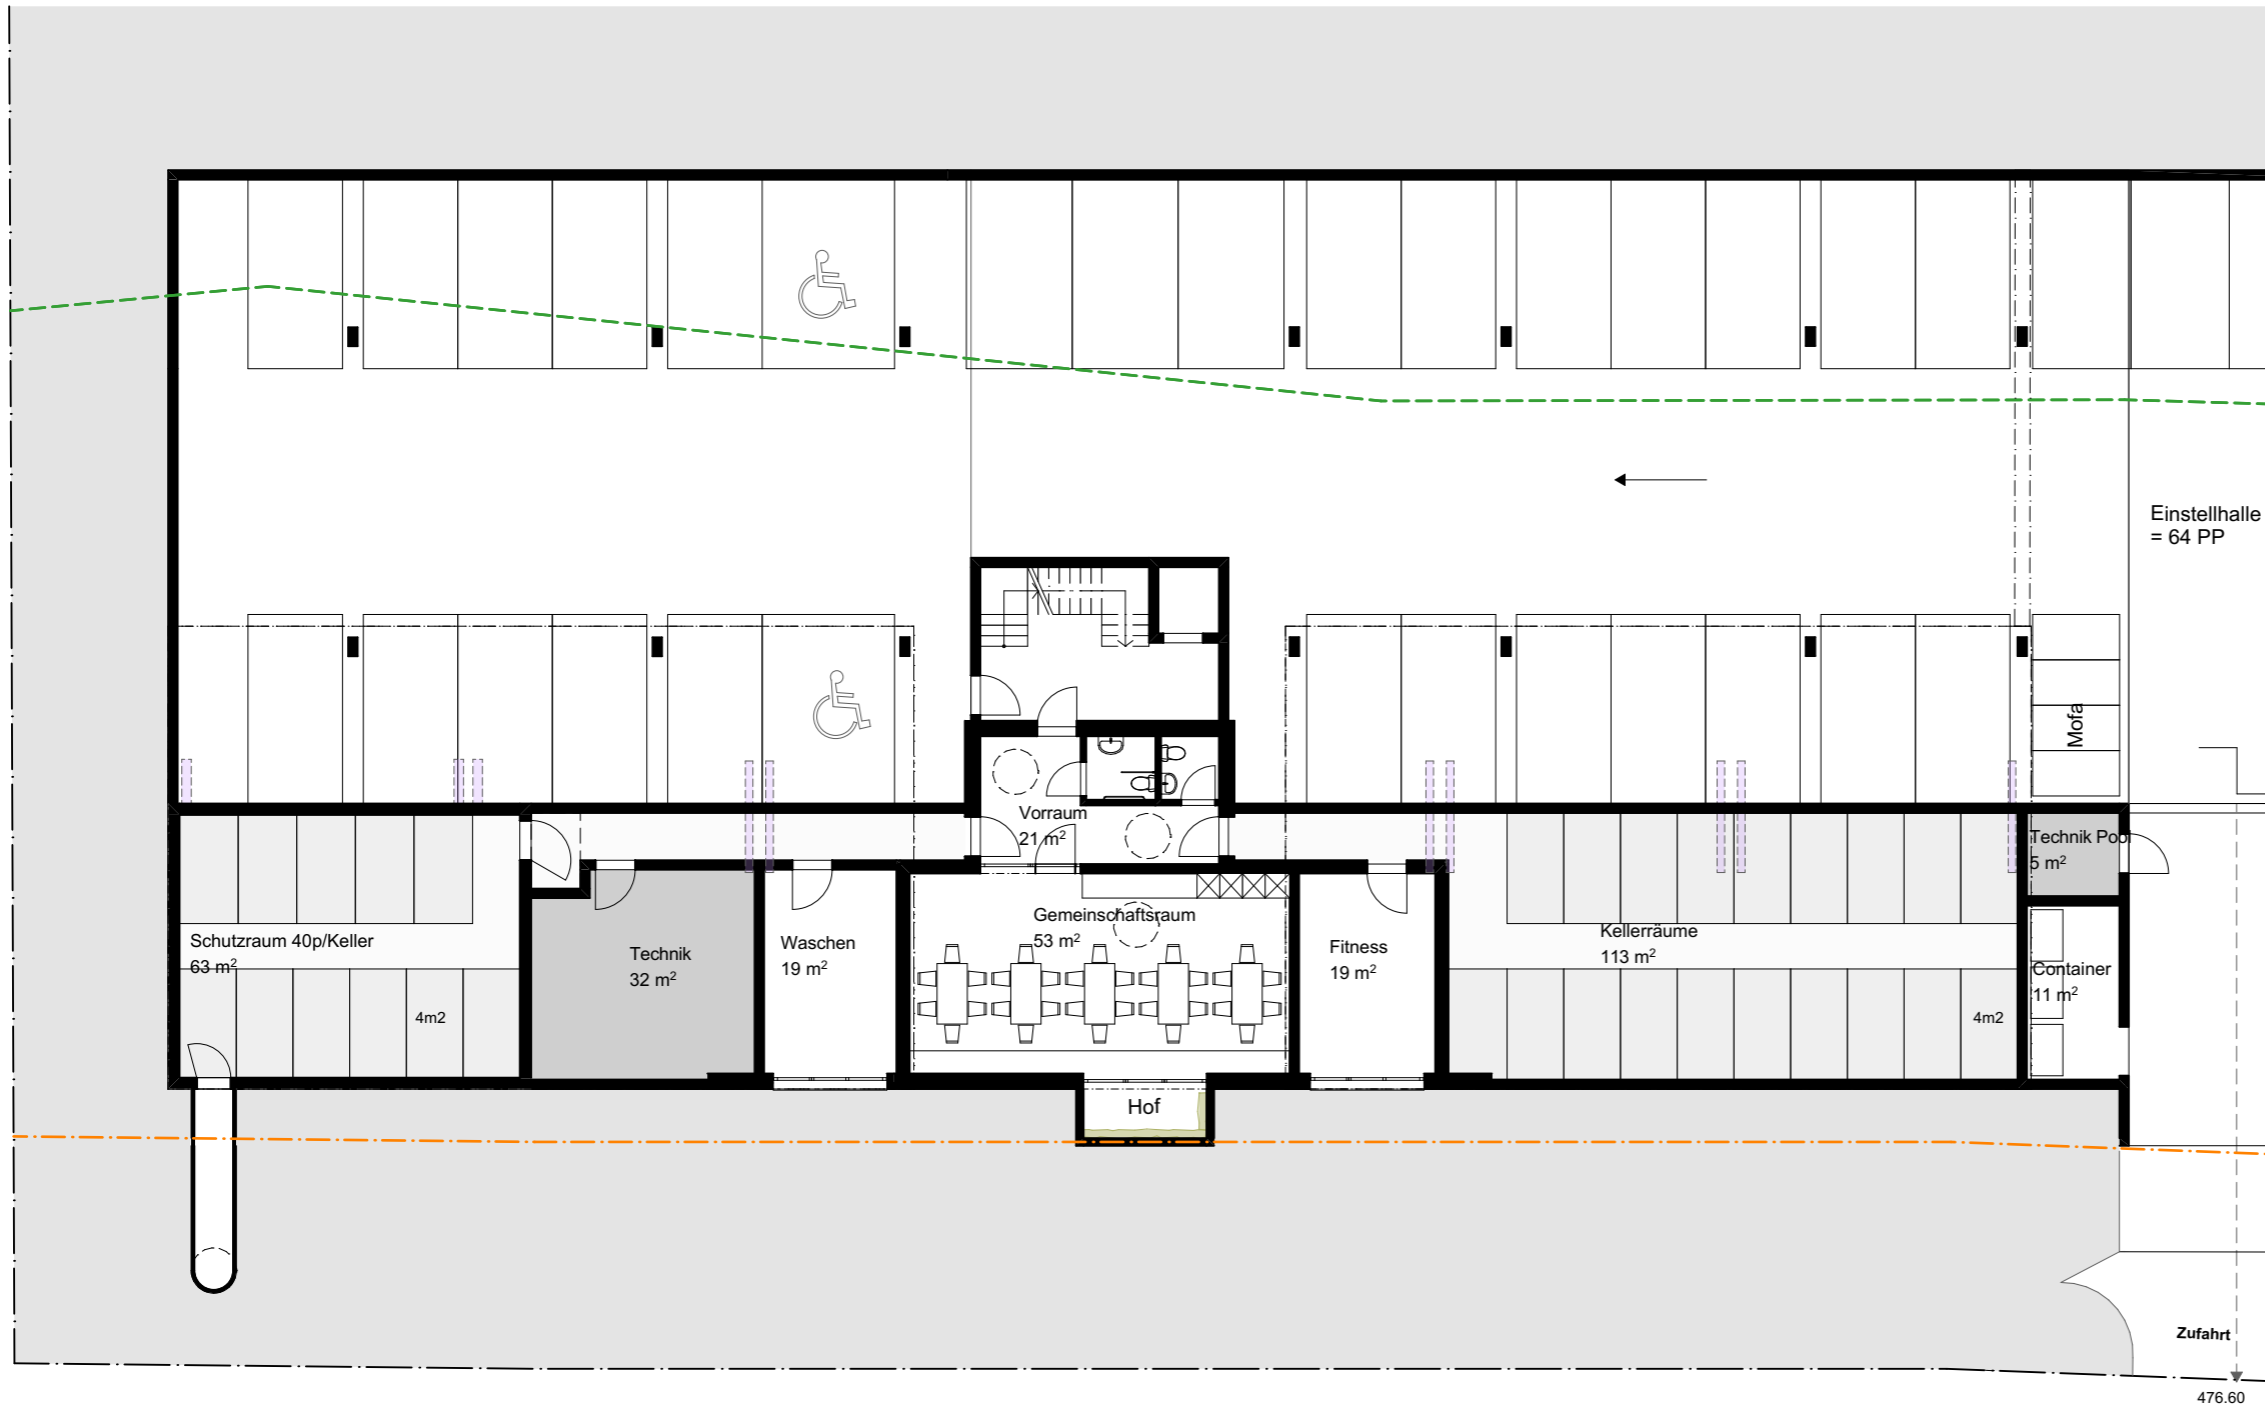 Einstellhalle
= 64 PP
Mofa
Vorraum
21 m²
Technik Pool
5 m²
Schutzraum 40p/Keller
63 m²
Technik
32 m²
Waschen
19 m²
Gemeinschaftsraum
53 m²
Fitness
19 m²
Kellerräume
113 m²
Container
11 m²
4m2
4m2
Hof
Zufahrt
476.60